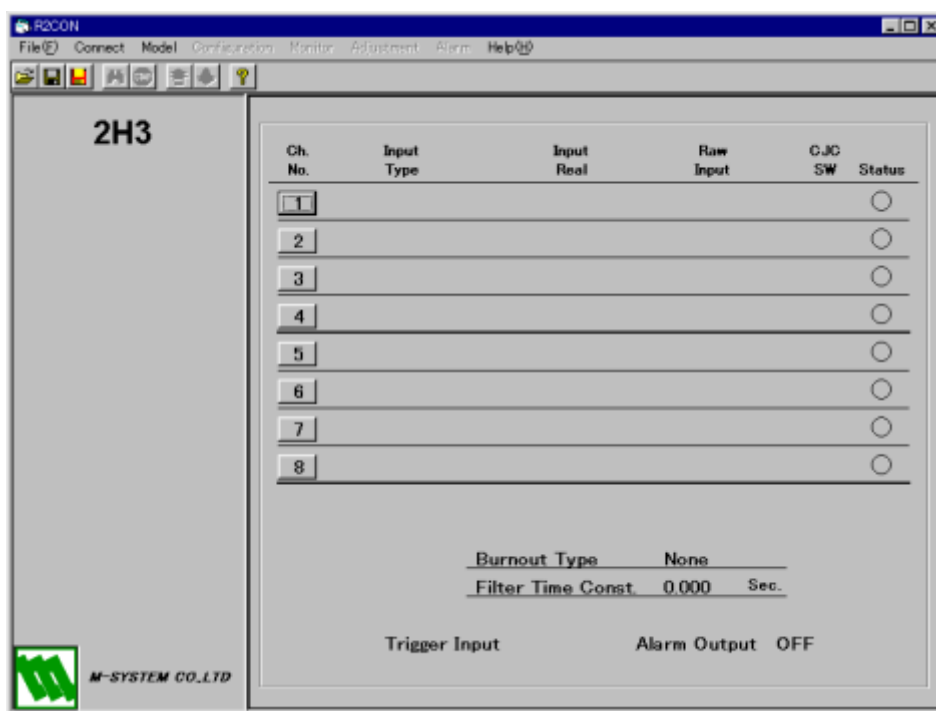 R2CON
File(F) Connect Model Configuration Monitor Adjustment Alarm Help(H)
2H3
Ch. No. Input Type Input Real Raw Input CJC SW Status
1
2
3
4
5
6
7
8
Burnout Type None
Filter Time Const. 0.000 Sec.
Trigger Input Alarm Output OFF
M-SYSTEM CO.,LTD